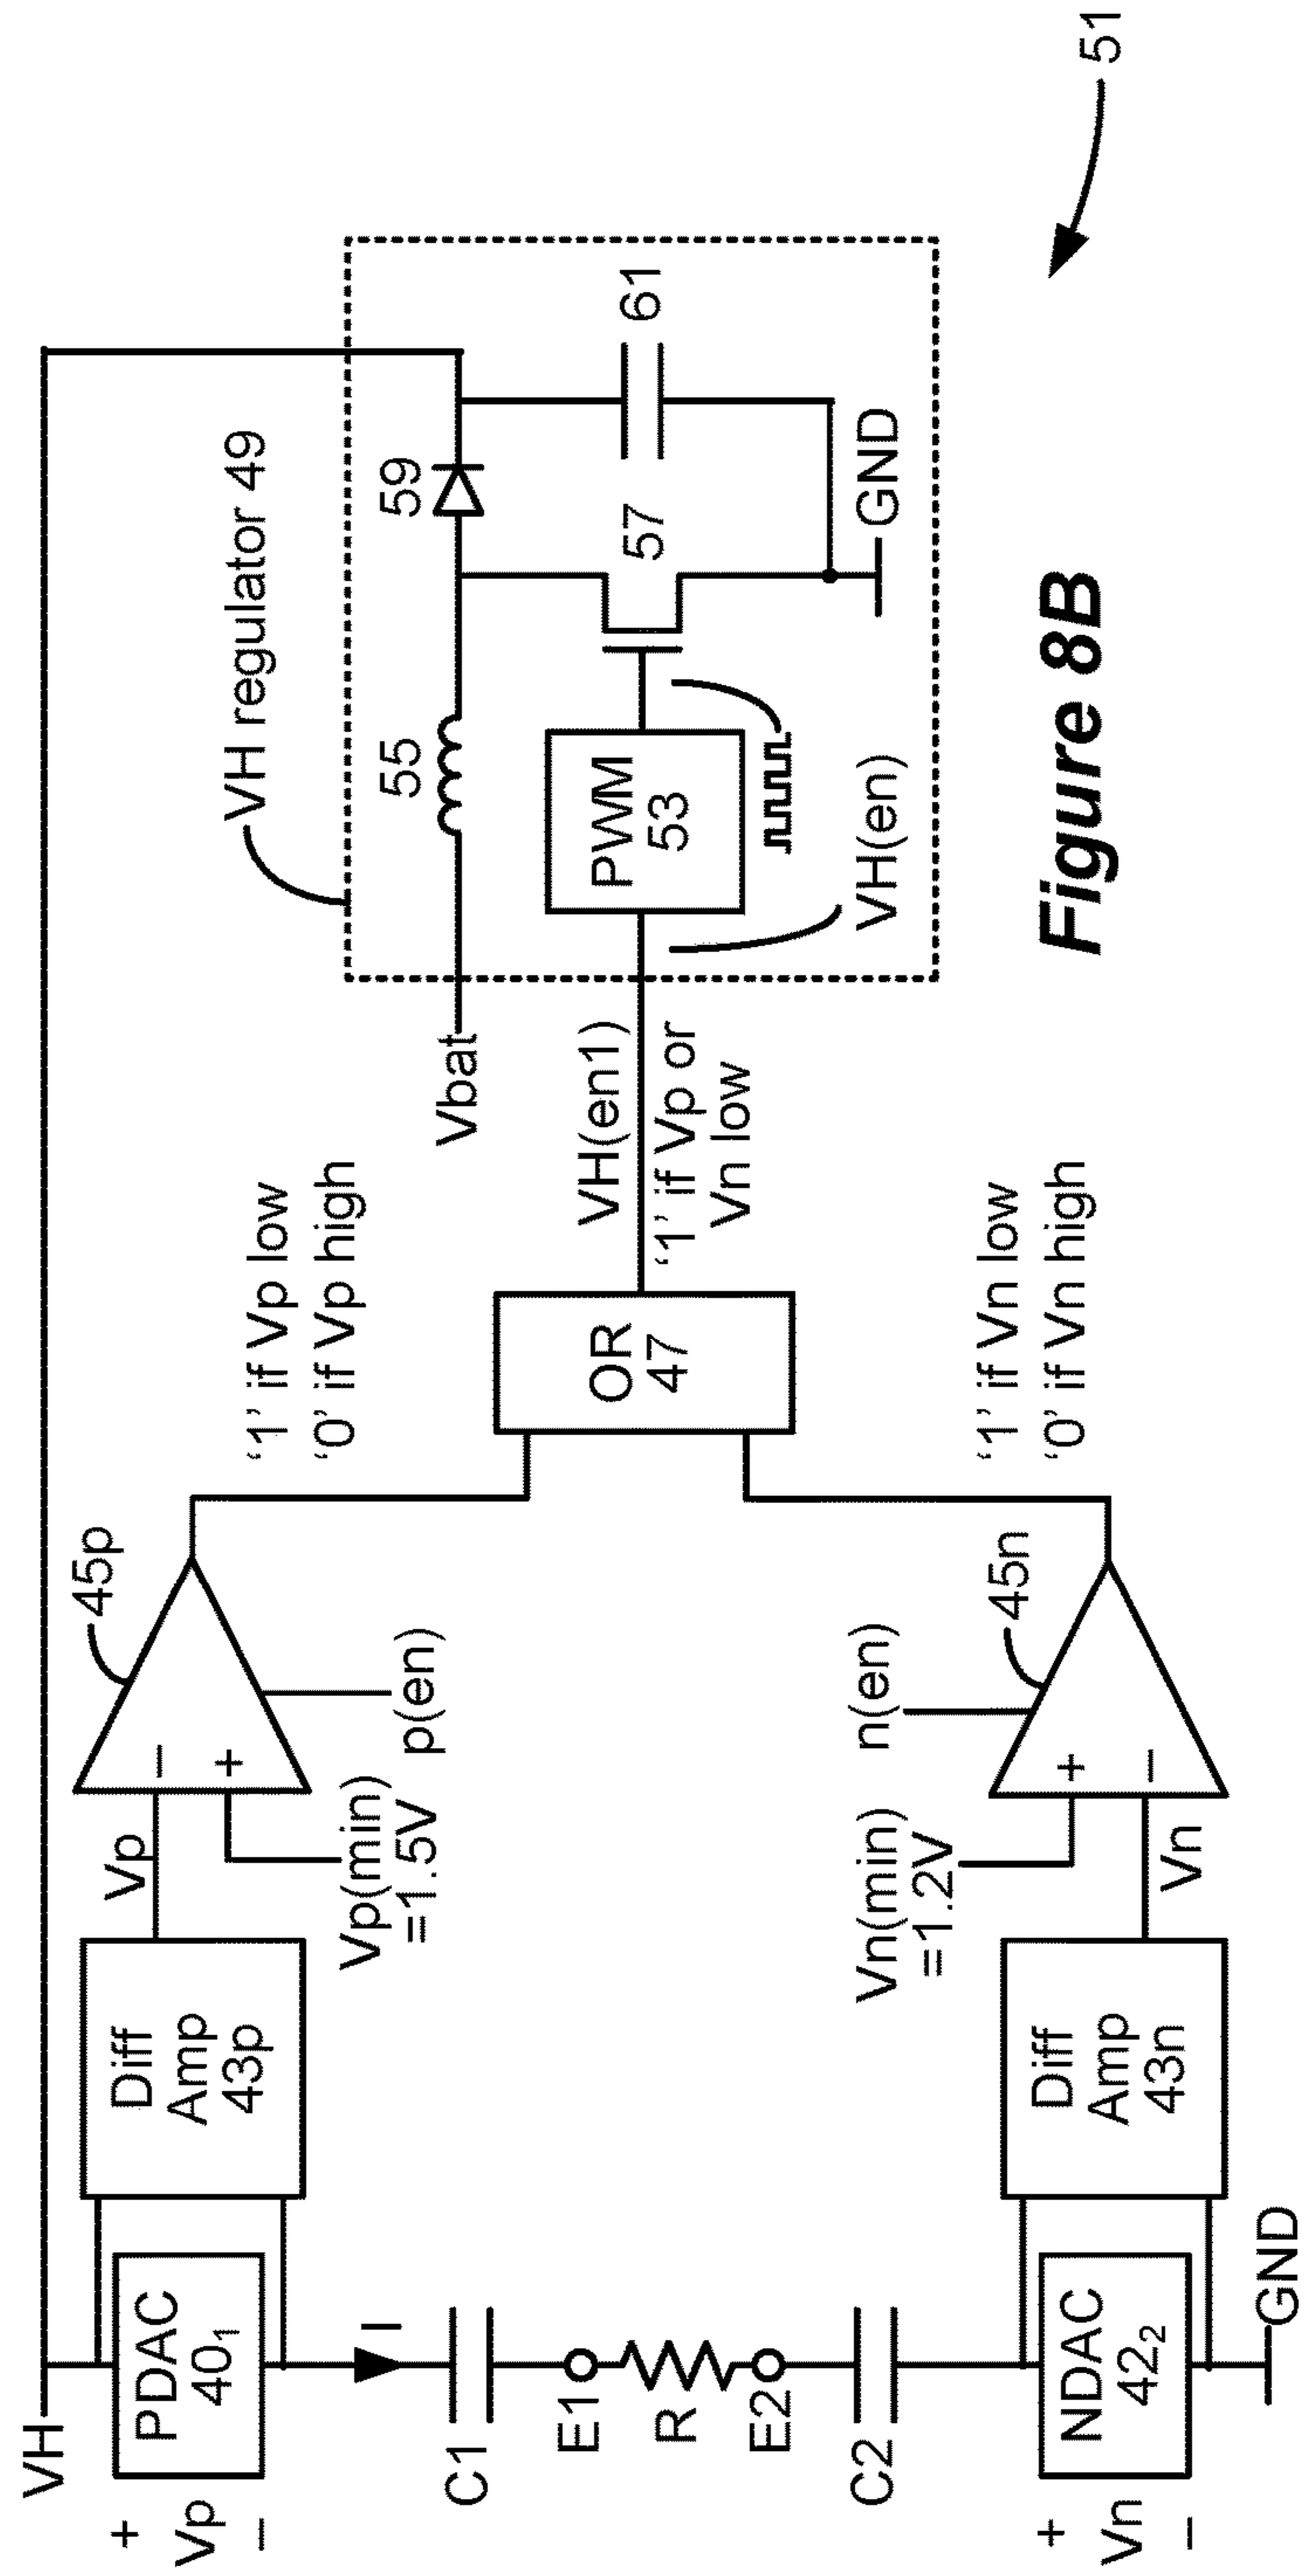 VH
+
Vp
–
PDAC
40₁
Diff
Amp
43p
Vp
Vp(min)
=1.5V
–
+
45p
p(en)
‘1’ if Vp low
‘0’ if Vp high
I
C1
E1
R
E2
C2
+
Vn
–
NDAC
42₂
GND
Diff
Amp
43n
Vn(min)
=1.2V
Vn
+
–
n(en)
45n
‘1’ if Vn low
‘0’ if Vn high
OR
47
VH(en1)
‘1’ if Vp or
Vn low
VH regulator 49
Vbat
55
59
PWM
53
57
61
VH(en)
GND
51
Figure 8B